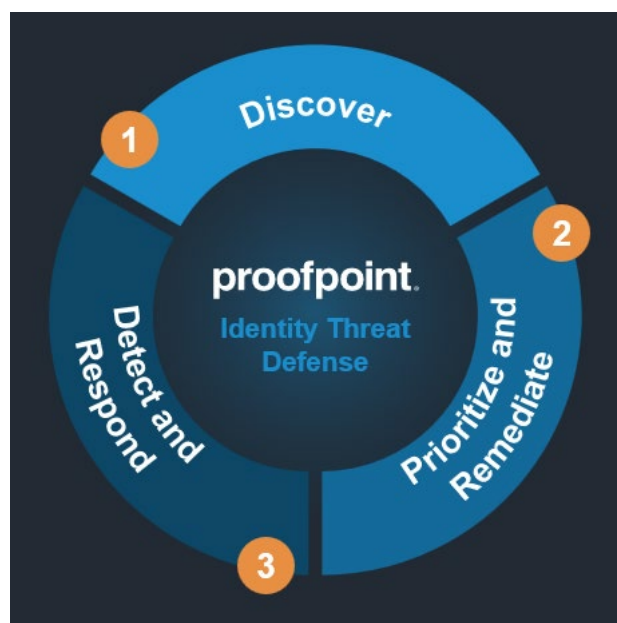 1
Discover
2
Prioritize and
Remediate
3
Detect and
Respond
proofpoint.
Identity Threat
Defense